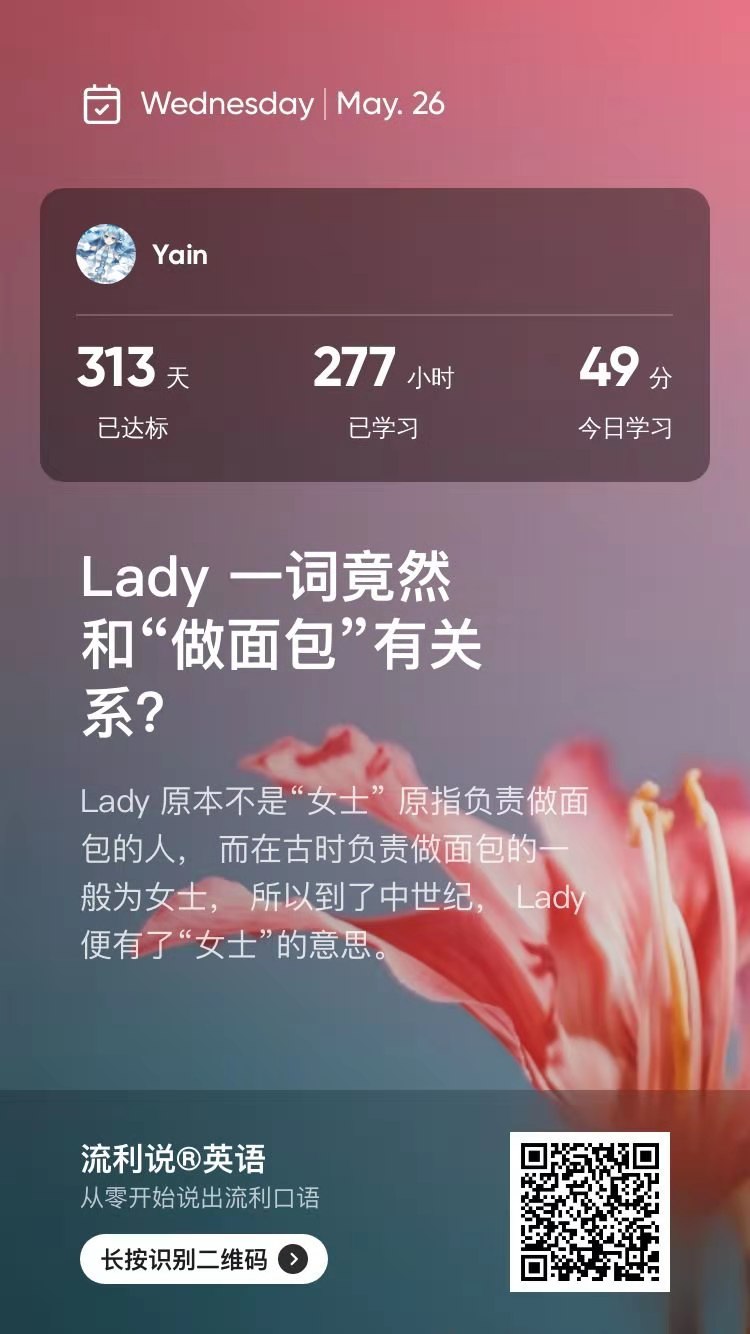 Wednesday | May. 26
Yain
313 天 277 小时 49 分
已达标 已学习 今日学习
Lady 一词竟然
和“做面包”有关
系?
Lady 原本不是“女士” 原指负责做面
包的人， 而在古时负责做面包的一
般为女士， 所以到了中世纪， Lady
便有了“女士”的意思。
流利说®英语
从零开始说出流利口语
长按识别二维码